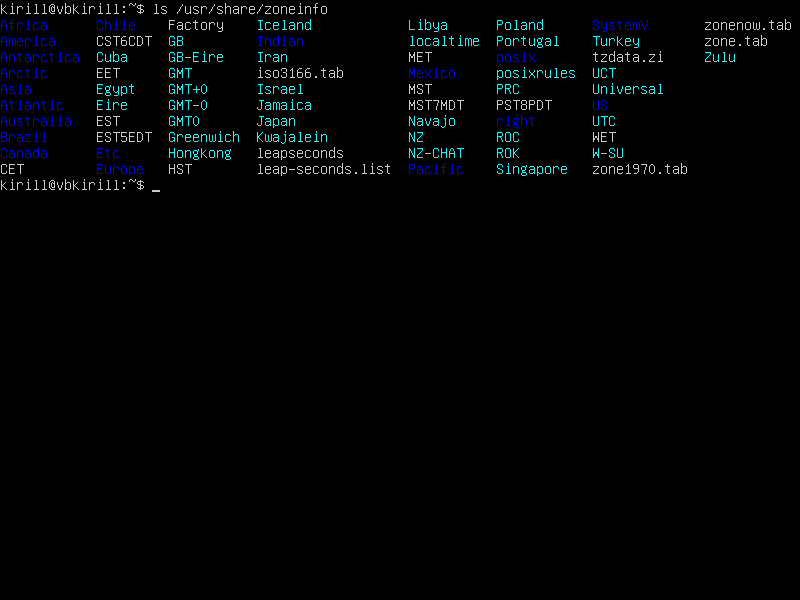 kirill@vbkirill:~$ ls /usr/share/zoneinfo
Africa Chile Factory Iceland Libya Poland SystemV zonenow.tab
America CST6CDT GB Indian localtime Portugal Turkey zone.tab
Antarctica Cuba GB-Eire Iran MET posix tzdata.zi Zulu
Arctic EET GMT iso3166.tab Mexico posixrules UCT
Asia Egypt GMT+0 Israel MST PRC Universal
Atlantic Eire GMT-0 Jamaica MST7MDT PST8PDT US
Australia EST GMT0 Japan Navajo right UTC
Brazil EST5EDT Greenwich Kwajalein NZ ROC WET
Canada Etc Hongkong leapseconds NZ-CHAT ROK W-SU
CET Europe HST leap-seconds.list Pacific Singapore zone1970.tab
kirill@vbkirill:~$ _